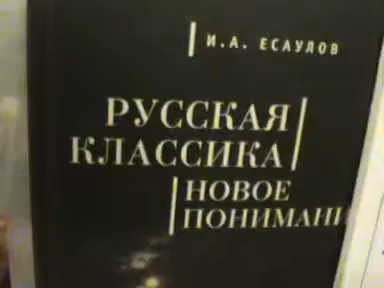 И.А. ЕСАУЛОВ
РУССКАЯ
КЛАССИКА
НОВОЕ
ПОНИМАНИ